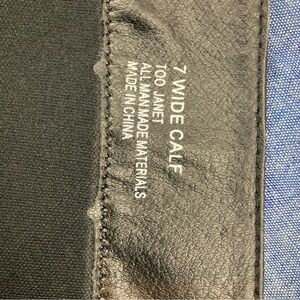 7 WIDE CALF
TOO JANET
ALL MAN MADE MATERIALS
MADE IN CHINA